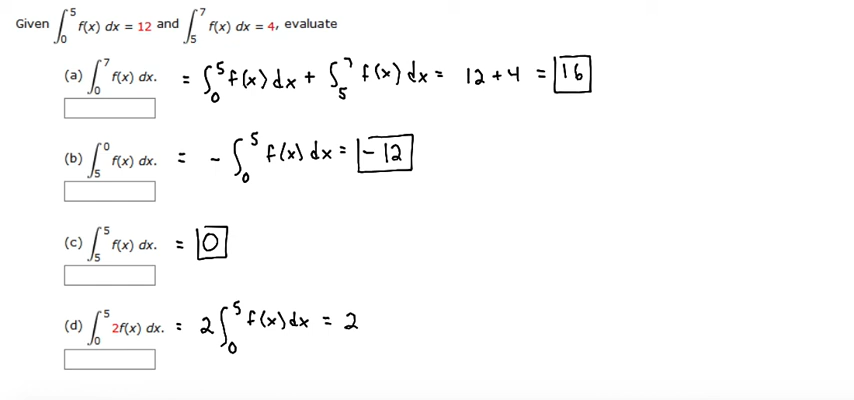 Given ∫₀⁵ f(x) dx = 12 and ∫₅⁷ f(x) dx = 4, evaluate
(a) ∫₀⁷ f(x) dx. = ∫₀⁵ f(x) dx + ∫₅⁷ f(x) dx = 12 + 4 = 16
(b) ∫₅⁰ f(x) dx. = - ∫₀⁵ f(x) dx = - 12
(c) ∫₅⁵ f(x) dx. = 0
(d) ∫₀⁵ 2f(x) dx. = 2 ∫₀⁵ f(x) dx = 2